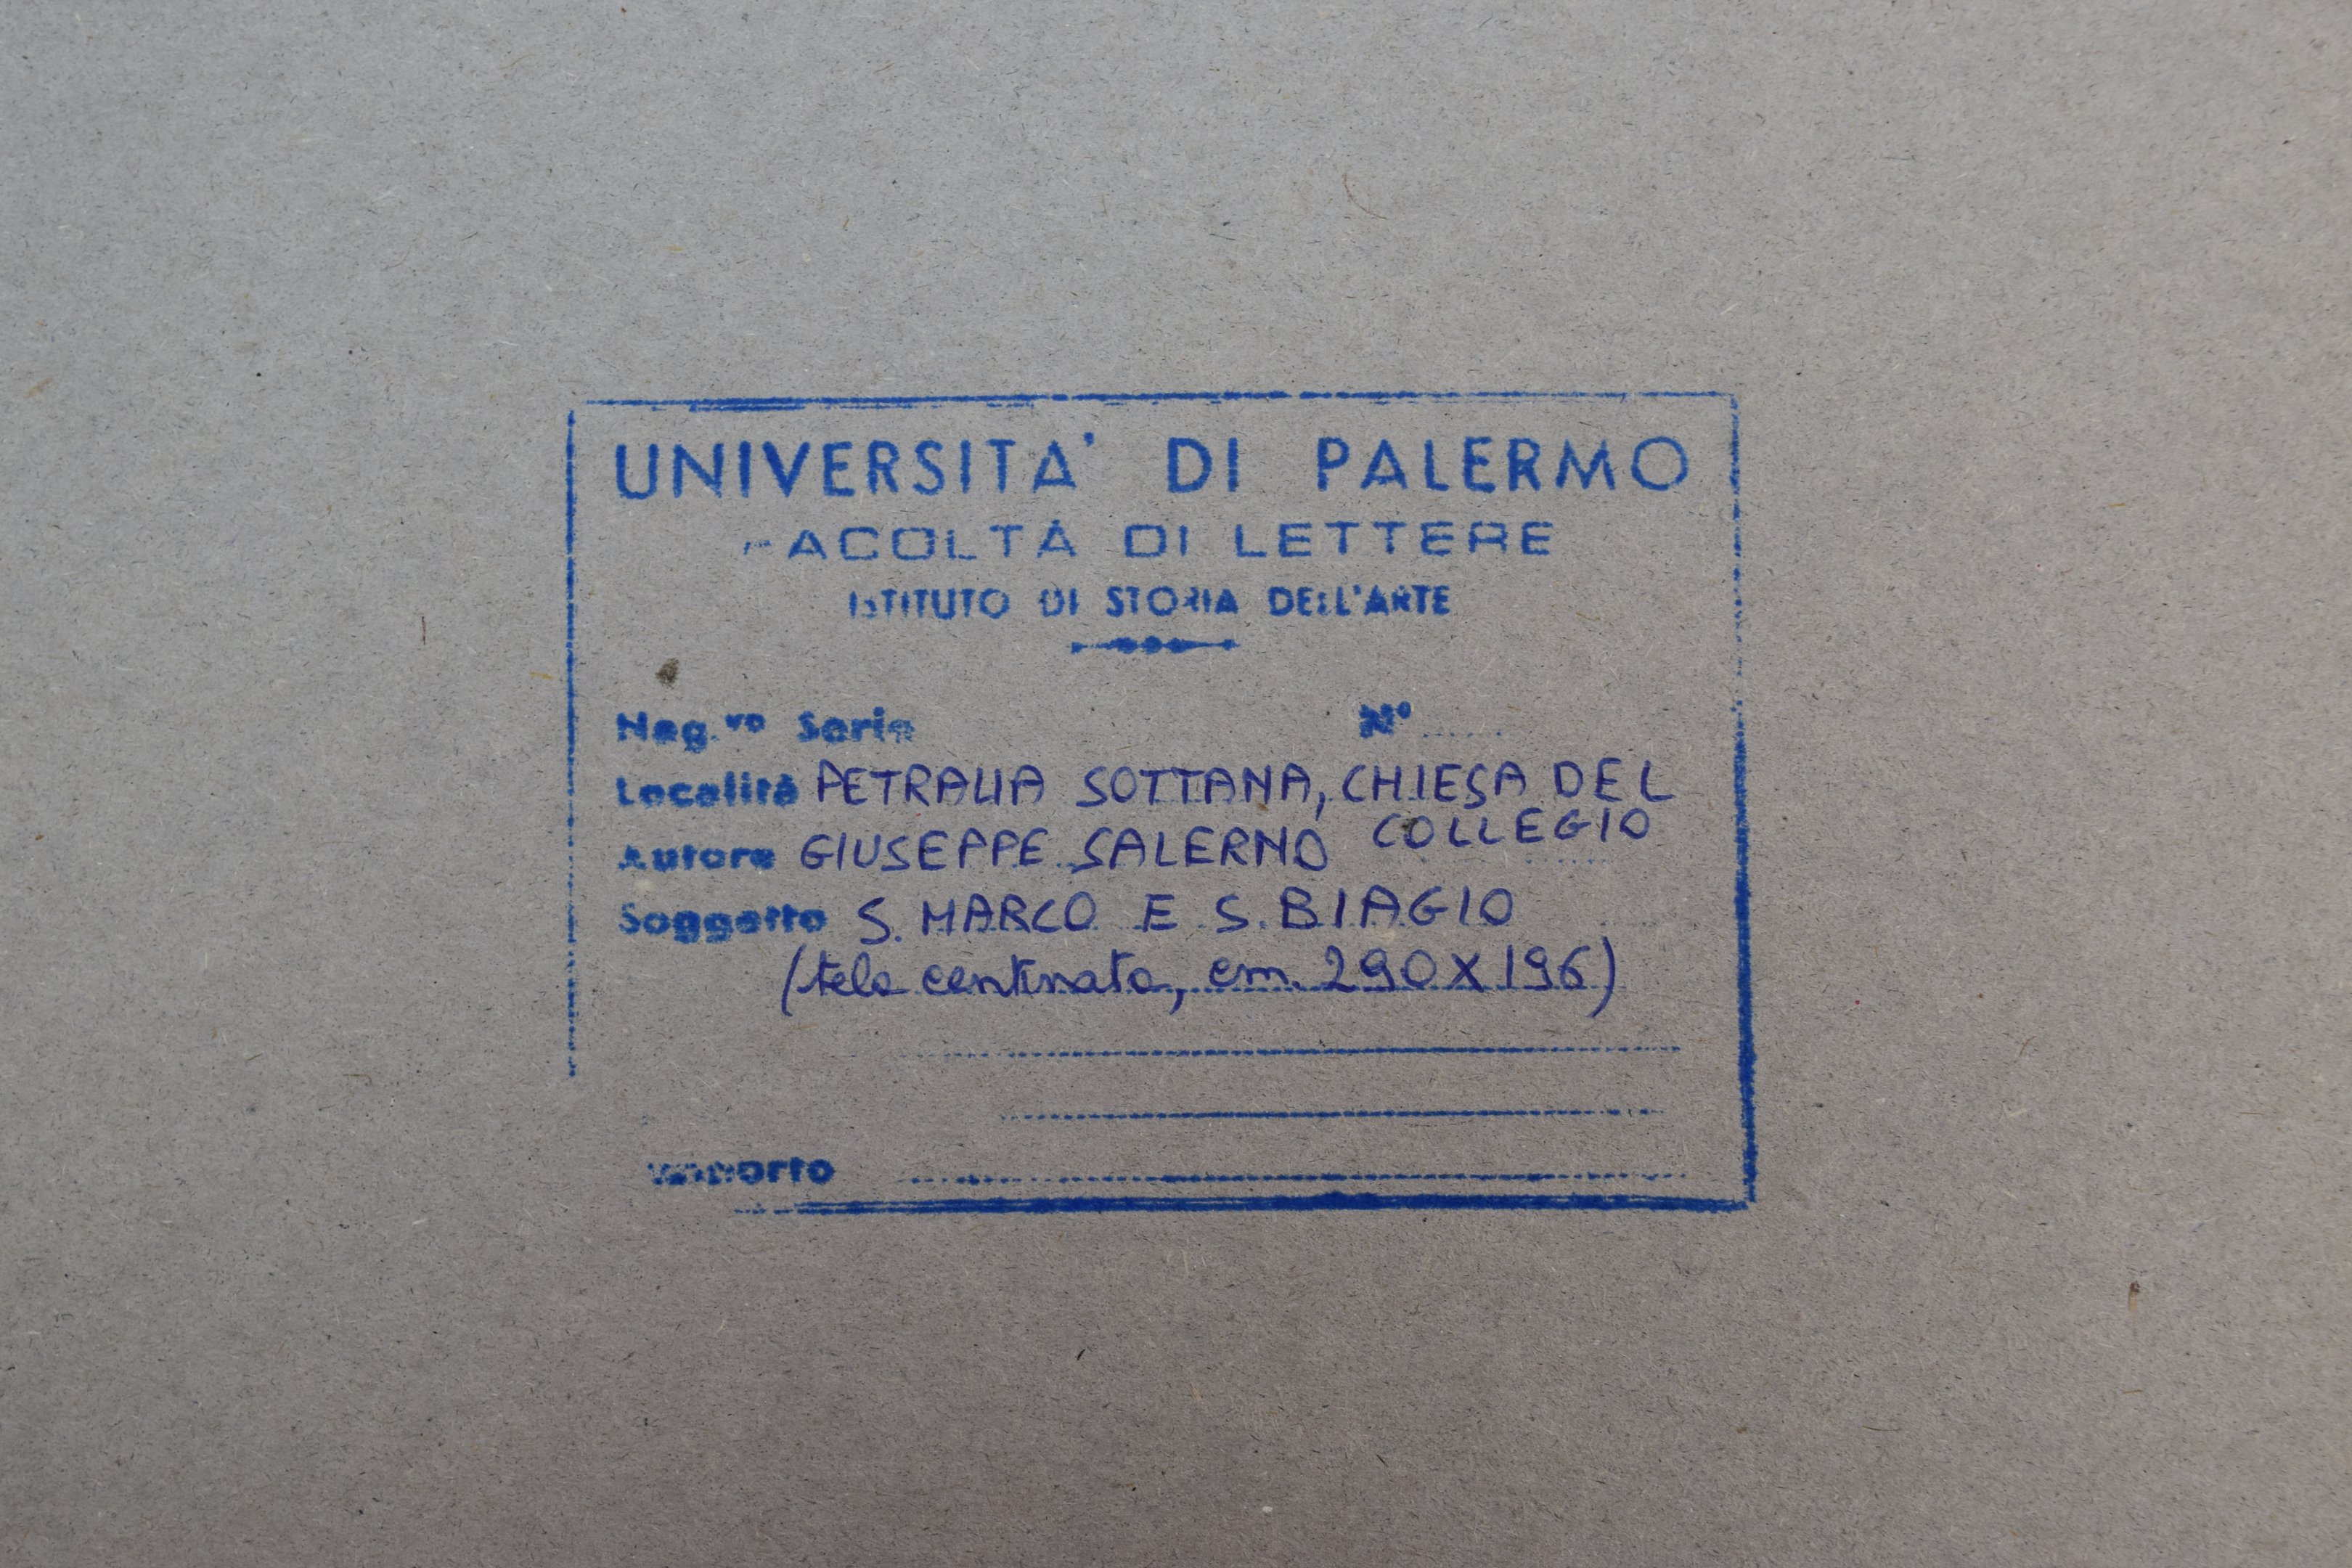 UNIVERSITA' DI PALERMO
FACOLTÀ DI LETTERE
ISTITUTO DI STORIA DELL'ARTE
Neg.vo Serie N°
Località PETRALIA SOTTANA, CHIESA DEL
COLLEGIO
Autore GIUSEPPE SALERNO
Soggetto S. MARCO E S. BIAGIO
(tela centinata, cm. 290 X 196)